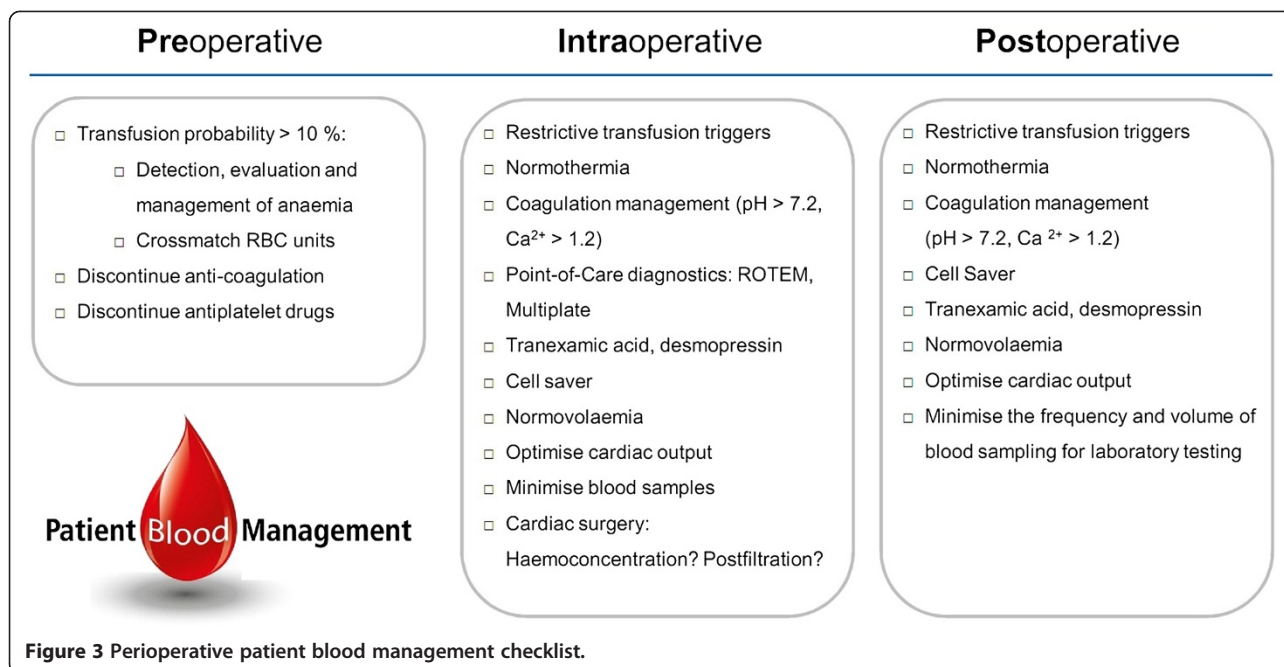 Preoperative
Intraoperative
Postoperative
□ Transfusion probability > 10 %:
□ Detection, evaluation and
management of anaemia
□ Crossmatch RBC units
□ Discontinue anti-coagulation
□ Discontinue antiplatelet drugs
Patient Blood Management
□ Restrictive transfusion triggers
□ Normothermia
□ Coagulation management (pH > 7.2,
Ca²⁺ > 1.2)
□ Point-of-Care diagnostics: ROTEM,
Multiplate
□ Tranexamic acid, desmopressin
□ Cell saver
□ Normovolaemia
□ Optimise cardiac output
□ Minimise blood samples
□ Cardiac surgery:
Haemoconcentration? Postfiltration?
□ Restrictive transfusion triggers
□ Normothermia
□ Coagulation management
(pH > 7.2, Ca ²⁺ > 1.2)
□ Cell Saver
□ Tranexamic acid, desmopressin
□ Normovolaemia
□ Optimise cardiac output
□ Minimise the frequency and volume of
blood sampling for laboratory testing
Figure 3 Perioperative patient blood management checklist.